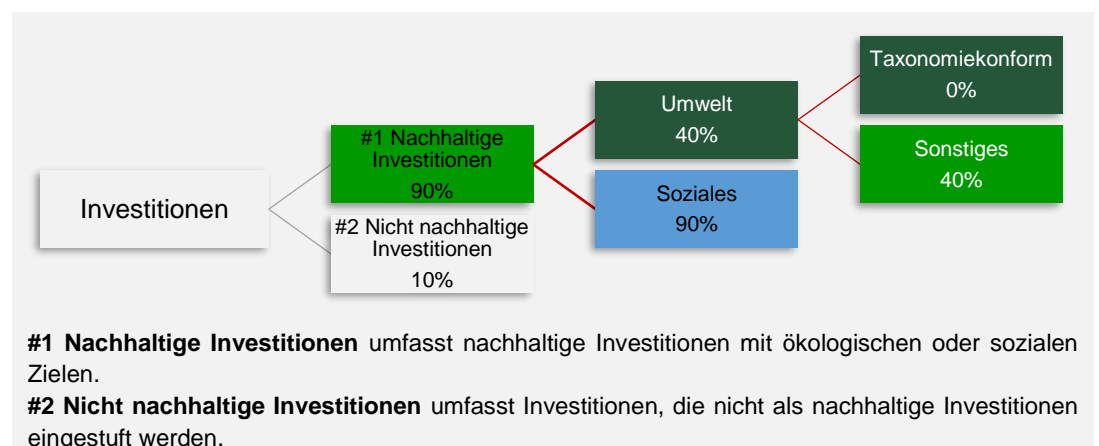 Taxonomiekonform
0%
Umwelt
40%
#1 Nachhaltige
Investitionen
90%
Sonstiges
40%
Investitionen
Soziales
90%
#2 Nicht nachhaltige
Investitionen
10%
#1 Nachhaltige Investitionen umfasst nachhaltige Investitionen mit ökologischen oder sozialen
Zielen.
#2 Nicht nachhaltige Investitionen umfasst Investitionen, die nicht als nachhaltige Investitionen
eingestuft werden.